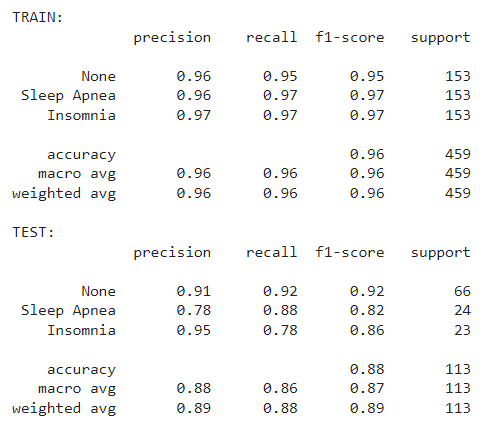 TRAIN:
precision recall f1-score support
None 0.96 0.95 0.95 153
Sleep Apnea 0.96 0.97 0.97 153
Insomnia 0.97 0.97 0.97 153
accuracy 0.96 459
macro avg 0.96 0.96 0.96 459
weighted avg 0.96 0.96 0.96 459
TEST:
precision recall f1-score support
None 0.91 0.92 0.92 66
Sleep Apnea 0.78 0.88 0.82 24
Insomnia 0.95 0.78 0.86 23
accuracy 0.88 113
macro avg 0.88 0.86 0.87 113
weighted avg 0.89 0.88 0.89 113